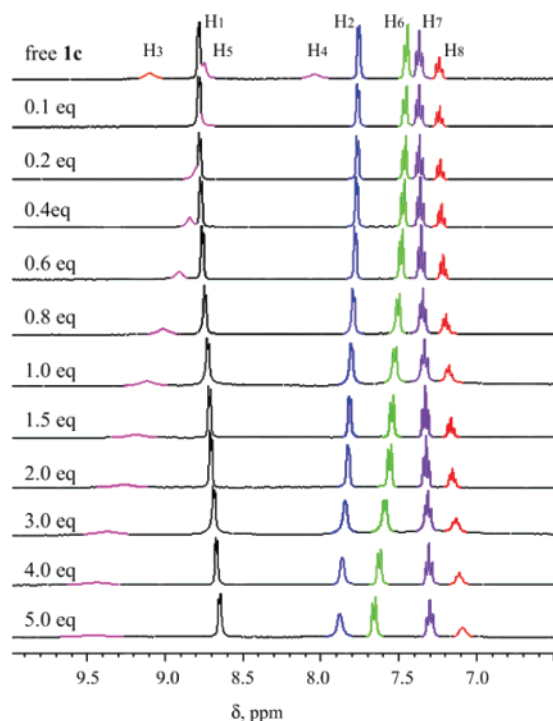 H1
H2
H6
H7
H3
H5
H4
H8
free 1c
0.1 eq
0.2 eq
0.4eq
0.6 eq
0.8 eq
1.0 eq
1.5 eq
2.0 eq
3.0 eq
4.0 eq
5.0 eq
9.5 9.0 8.5 8.0 7.5 7.0
δ, ppm